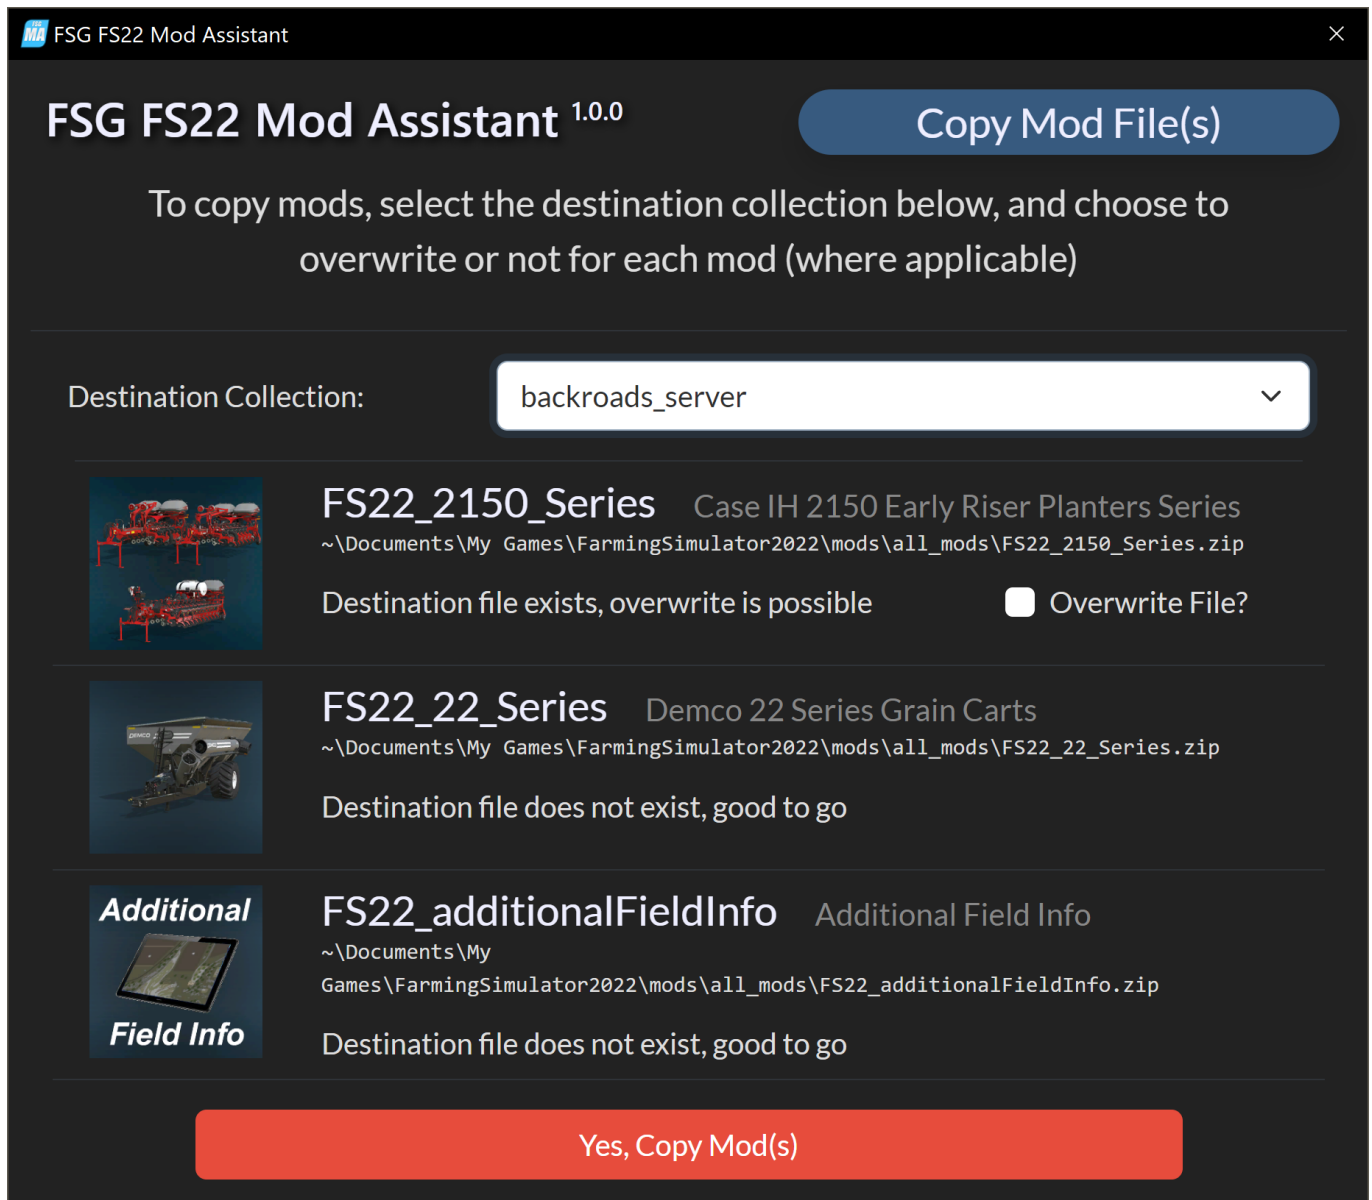 FSG MA FSG FS22 Mod Assistant
FSG FS22 Mod Assistant 1.0.0
Copy Mod File(s)
To copy mods, select the destination collection below, and choose to
overwrite or not for each mod (where applicable)
Destination Collection:
backroads_server
FS22_2150_Series Case IH 2150 Early Riser Planters Series
~\Documents\My Games\FarmingSimulator2022\mods\all_mods\FS22_2150_Series.zip
Destination file exists, overwrite is possible
Overwrite File?
DEMCO
FS22_22_Series Demco 22 Series Grain Carts
~\Documents\My Games\FarmingSimulator2022\mods\all_mods\FS22_22_Series.zip
Destination file does not exist, good to go
Additional
Field Info
FS22_additionalFieldInfo Additional Field Info
~\Documents\My
Games\FarmingSimulator2022\mods\all_mods\FS22_additionalFieldInfo.zip
Destination file does not exist, good to go
Yes, Copy Mod(s)